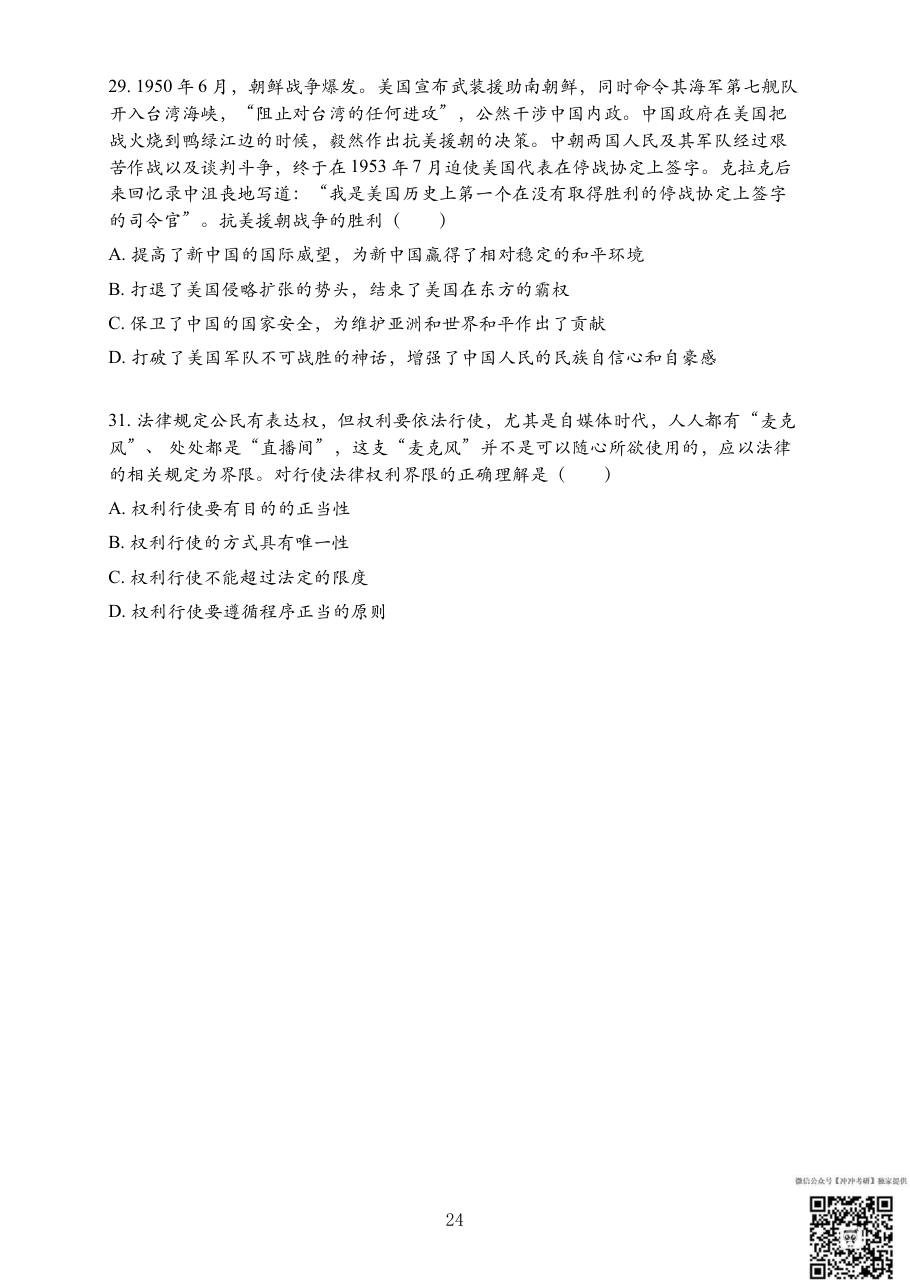 29. 1950 年 6 月，朝鲜战争爆发。美国宣布武装援助南朝鲜，同时命令其海军第七舰队
开入台湾海峡，“阻止对台湾的任何进攻”，公然干涉中国内政。中国政府在美国把
战火烧到鸭绿江边的时候，毅然作出抗美援朝的决策。中朝两国人民及其军队经过艰
苦作战以及谈判斗争，终于在 1953 年 7 月迫使美国代表在停战协定上签字。克拉克后
来回忆录中沮丧地写道：“我是美国历史上第一个在没有取得胜利的停战协定上签字
的司令官”。抗美援朝战争的胜利（　　）
A. 提高了新中国的国际威望，为新中国赢得了相对稳定的和平环境
B. 打退了美国侵略扩张的势头，结束了美国在东方的霸权
C. 保卫了中国的国家安全，为维护亚洲和世界和平作出了贡献
D. 打破了美国军队不可战胜的神话，增强了中国人民的民族自信心和自豪感
31. 法律规定公民有表达权，但权利要依法行使，尤其是自媒体时代，人人都有“麦克
风”、 处处都是“直播间”，这支“麦克风”并不是可以随心所欲使用的，应以法律
的相关规定为界限。对行使法律权利界限的正确理解是（　　）
A. 权利行使要有目的的正当性
B. 权利行使的方式具有唯一性
C. 权利行使不能超过法定的限度
D. 权利行使要遵循程序正当的原则
微信公众号【冲冲考研】独家提供
24